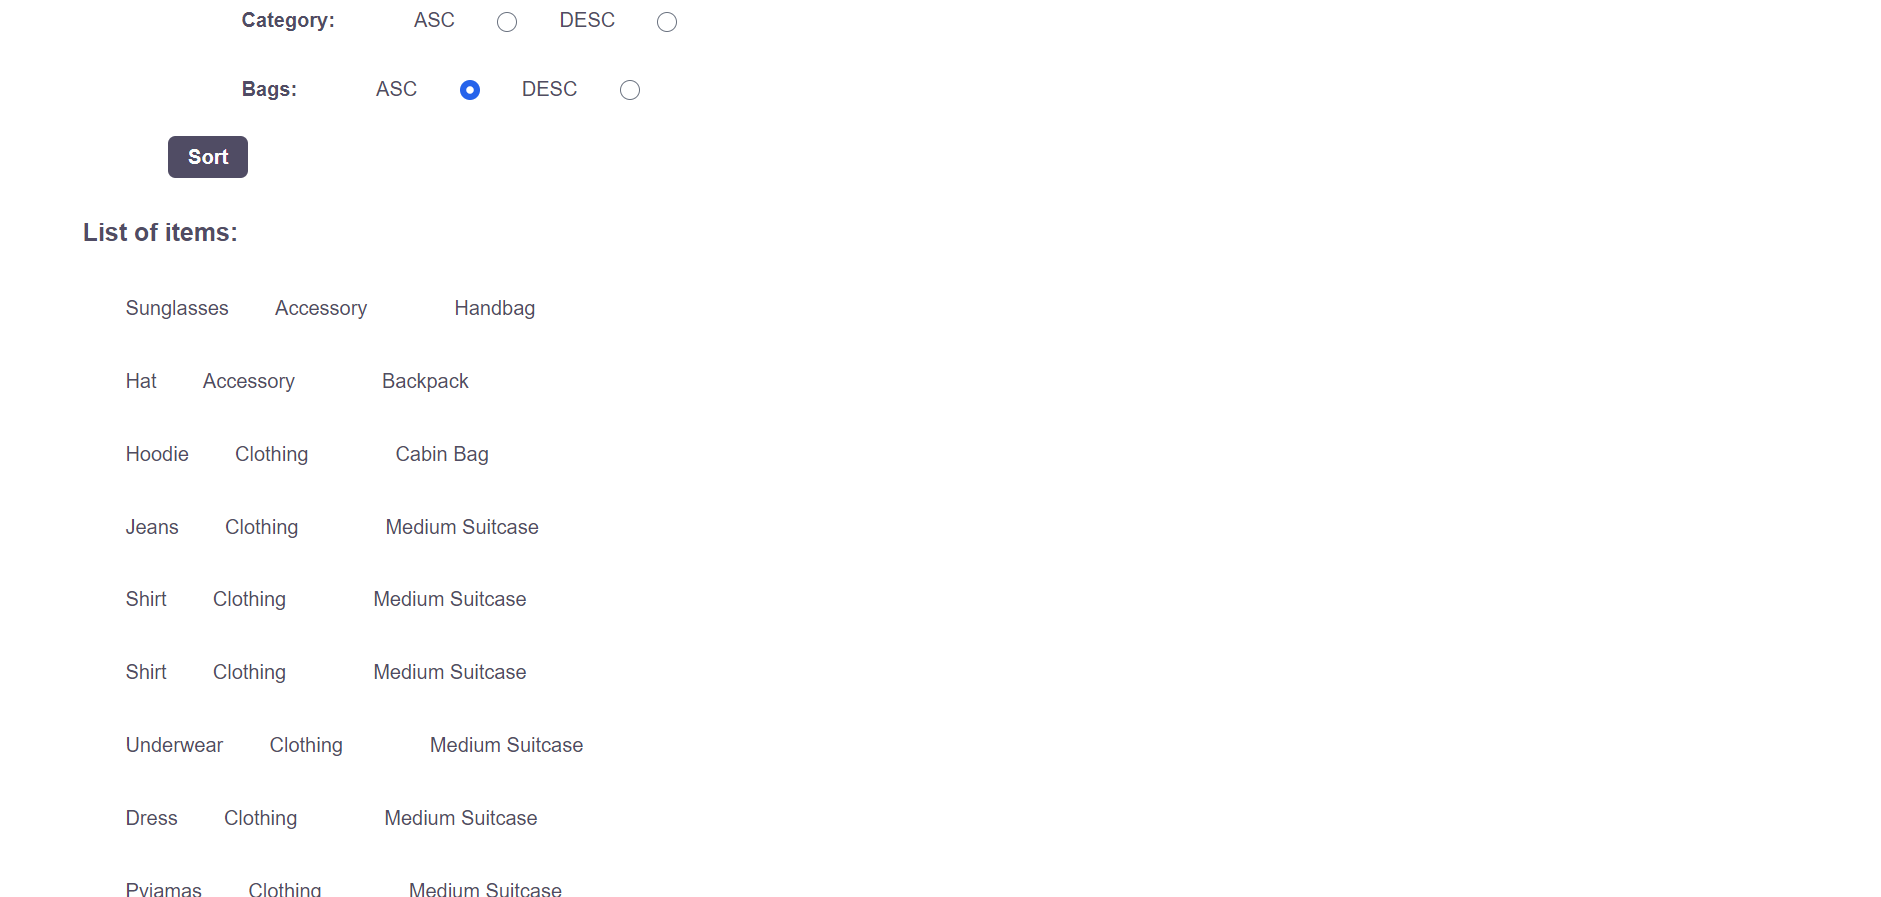 Category: ASC DESC
Bags: ASC DESC
Sort
List of items:
Sunglasses Accessory Handbag
Hat Accessory Backpack
Hoodie Clothing Cabin Bag
Jeans Clothing Medium Suitcase
Shirt Clothing Medium Suitcase
Shirt Clothing Medium Suitcase
Underwear Clothing Medium Suitcase
Dress Clothing Medium Suitcase
Pyjamas Clothing Medium Suitcase